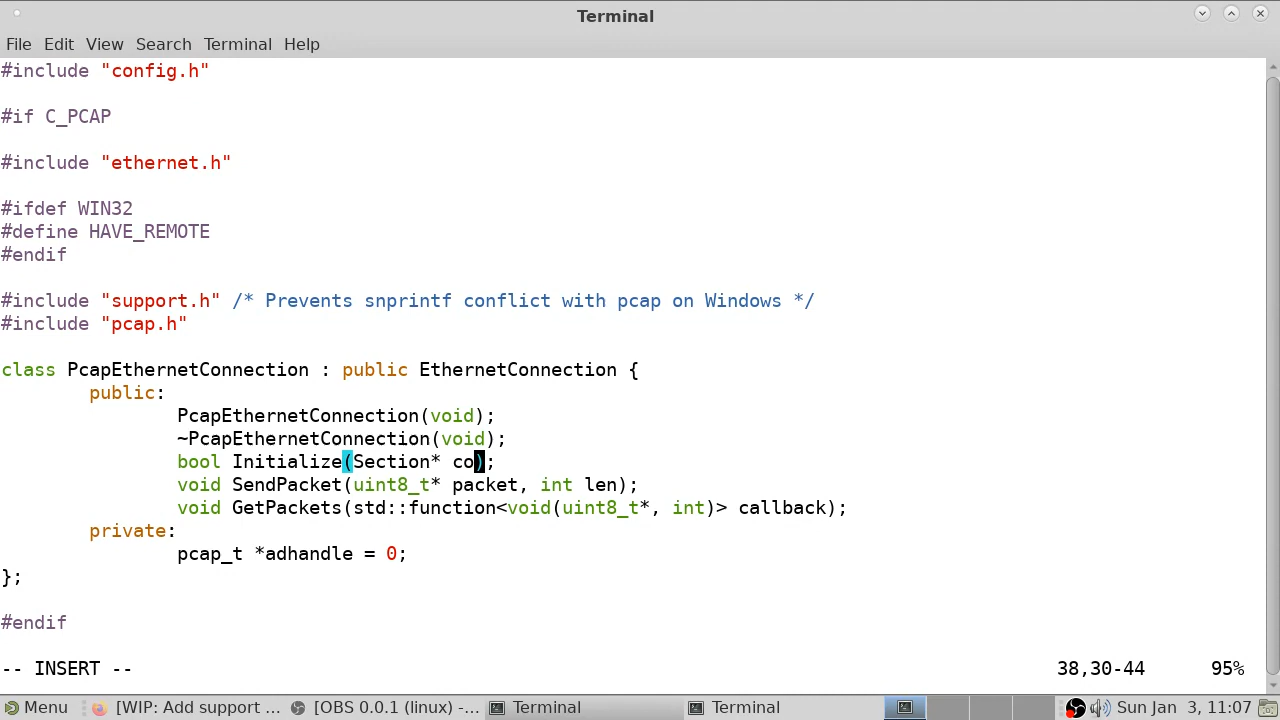 Terminal
File Edit View Search Terminal Help
#include "config.h"
#if C_PCAP
#include "ethernet.h"
#ifdef WIN32
#define HAVE_REMOTE
#endif
#include "support.h" /* Prevents snprintf conflict with pcap on Windows */
#include "pcap.h"
class PcapEthernetConnection : public EthernetConnection {
public:
PcapEthernetConnection(void);
~PcapEthernetConnection(void);
bool Initialize(Section* co);
void SendPacket(uint8_t* packet, int len);
void GetPackets(std::function<void(uint8_t*, int)> callback);
private:
pcap_t *adhandle = 0;
};
#endif
-- INSERT -- 38,30-44 95%
Menu [WIP: Add support ... [OBS 0.0.1 (linux) -... Terminal Terminal Sun Jan 3, 11:07